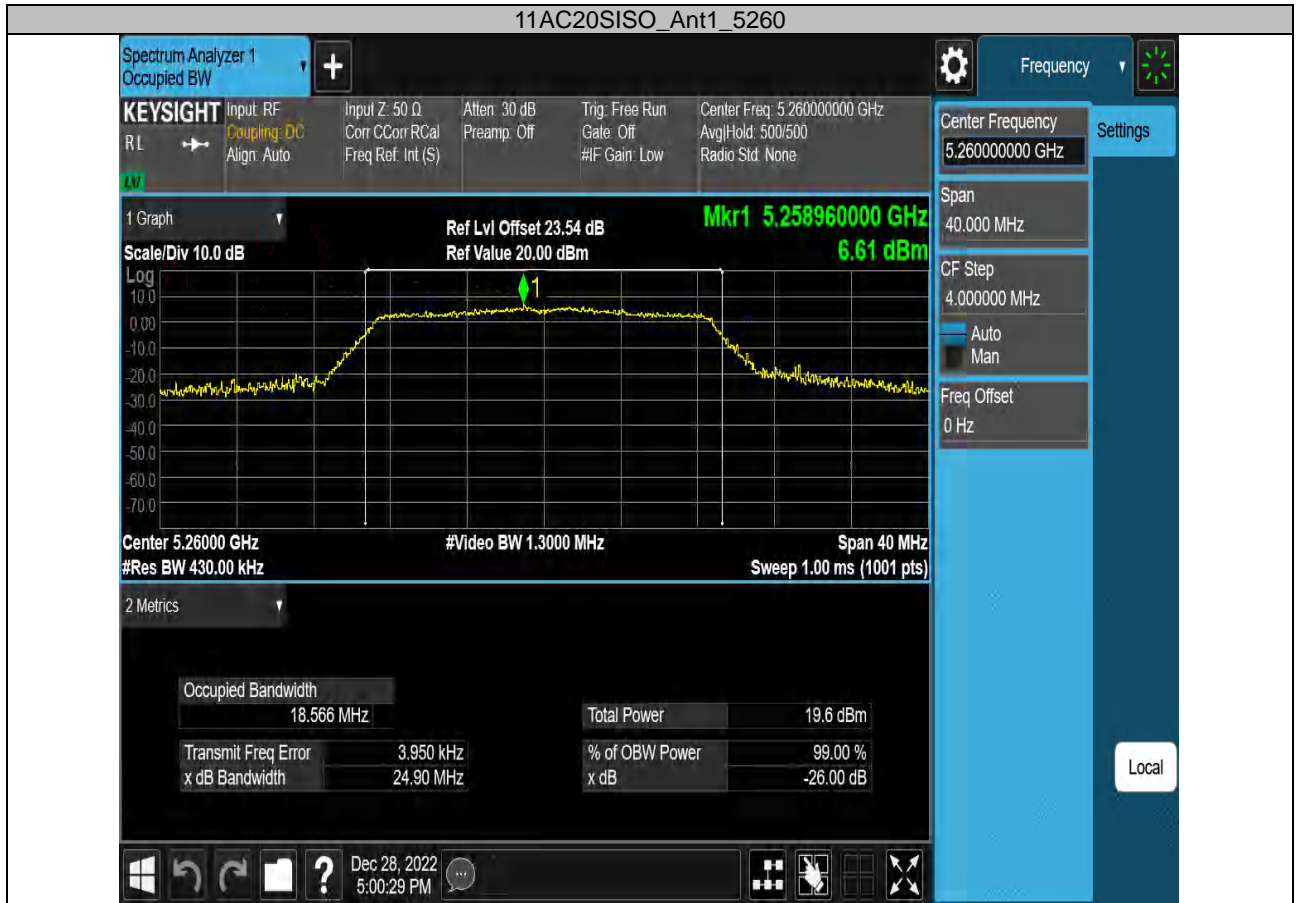 11AC20SISO_Ant1_5260
Spectrum Analyzer 1
Occupied BW
Frequency
KEYSIGHT
RL
LM
Input: RF
Coupling: DC
Align: Auto
Input Z: 50 Ω
Corr CCorr RCal
Freq Ref: Int (S)
Atten: 30 dB
Preamp: Off
Trig: Free Run
Gate: Off
#IF Gain: Low
Center Freq: 5.260000000 GHz
Avg|Hold: 500/500
Radio Std: None
Center Frequency
5.260000000 GHz
Settings
Span
40.000 MHz
CF Step
4.000000 MHz
Auto
Man
Freq Offset
0 Hz
Local
1 Graph
Scale/Div 10.0 dB
Ref Lvl Offset 23.54 dB
Ref Value 20.00 dBm
Mkr1 5.258960000 GHz
6.61 dBm
Log
1
10.0
0.00
-10.0
-20.0
-30.0
-40.0
-50.0
-60.0
-70.0
Center 5.26000 GHz
#Video BW 1.3000 MHz
Span 40 MHz
#Res BW 430.00 kHz
Sweep 1.00 ms (1001 pts)
2 Metrics
Occupied Bandwidth
18.566 MHz
Total Power 19.6 dBm
Transmit Freq Error 3.950 kHz
% of OBW Power 99.00 %
x dB Bandwidth 24.90 MHz
x dB -26.00 dB
?
Dec 28, 2022
5:00:29 PM